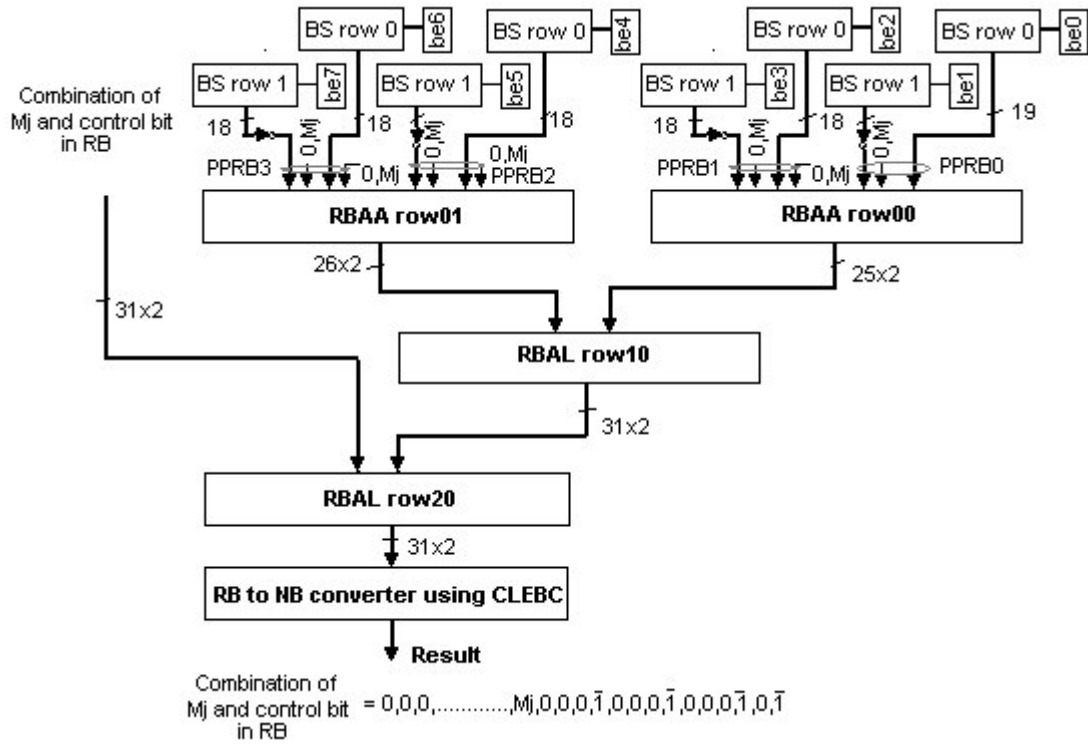 BS row 0
be6
BS row 0
be4
BS row 0
be2
BS row 0
be0
BS row 1
be7
BS row 1
be5
BS row 1
be3
BS row 1
be1
Combination of
Mj and control bit
in RB
18
0,Mj
18
0,Mj
18
18
0,Mj
18
0,Mj
19
PPRB3
0,Mj
0,Mj
PPRB2
PPRB1
0,Mj
PPRB0
RBAA row01
RBAA row00
26x2
25x2
31x2
RBAL row10
31x2
RBAL row20
31x2
RB to NB converter using CLEBC
Result
Combination of
Mj and control bit
in RB
= 0,0,0,............,Mj,0,0,0,1̅,0,0,0,1̅,0,0,0,1̅,0,1̅